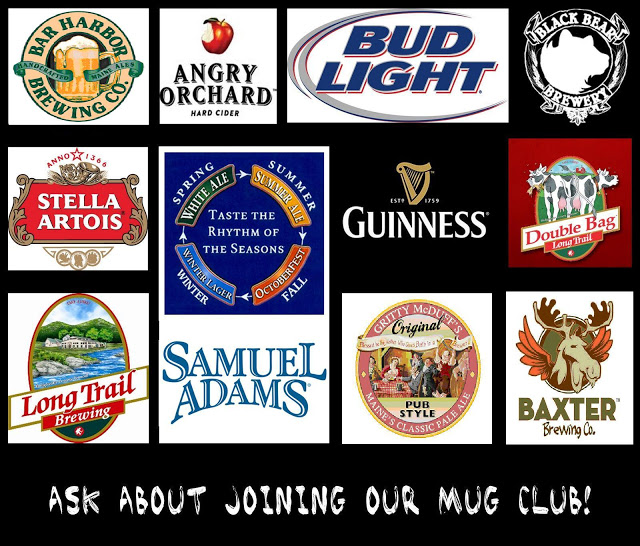 BAR HARBOR
HANDCRAFTED MAINE ALES
BREWING CO.
ANGRY
ORCHARD
HARD CIDER
BUD
LIGHT
BLACK BEAR
BREWERY
ANNO 1366
STELLA
ARTOIS
SPRING
SUMMER
WHITE ALE
SUMMER ALE
TASTE THE
RHYTHM OF
THE SEASONS
WINTER LAGER
OCTOBERFEST
WINTER
FALL
SAMUEL
ADAMS
ESTD 1759
GUINNESS
Double Bag
Long Trail
Long Trail
Brewing
GRITTY McDUFF'S
Original
PUB
STYLE
MAINE'S CLASSIC PALE ALE
BAXTER
Brewing Co.
ASK ABOUT JOINING OUR MUG CLUB!